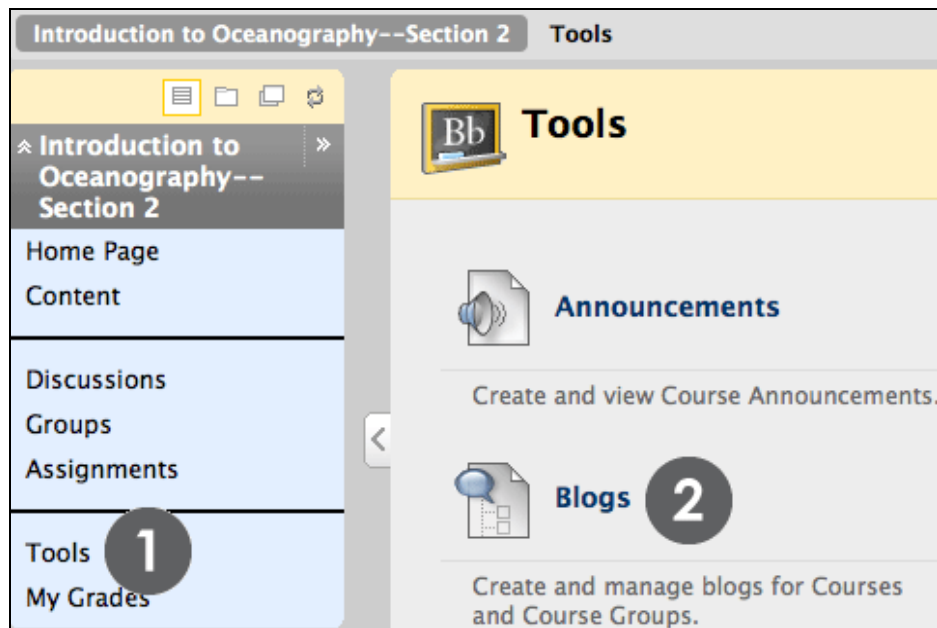 Introduction to Oceanography--Section 2 Tools
Introduction to
Oceanography--
Section 2
Home Page
Content
Discussions
Groups
Assignments
Tools 1
My Grades
Bb Tools
Announcements
Create and view Course Announcements.
Blogs 2
Create and manage blogs for Courses
and Course Groups.